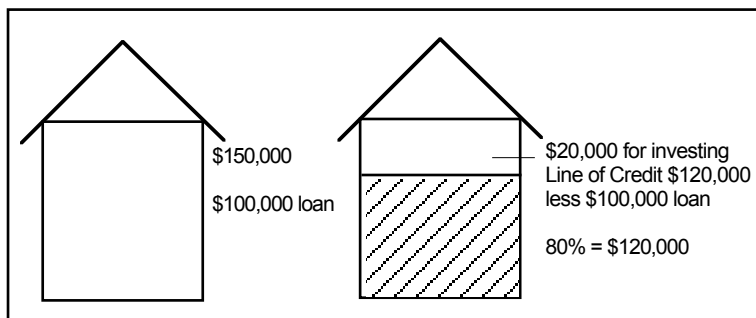 $150,000
$100,000 loan
$20,000 for investing
Line of Credit $120,000
less $100,000 loan
80% = $120,000